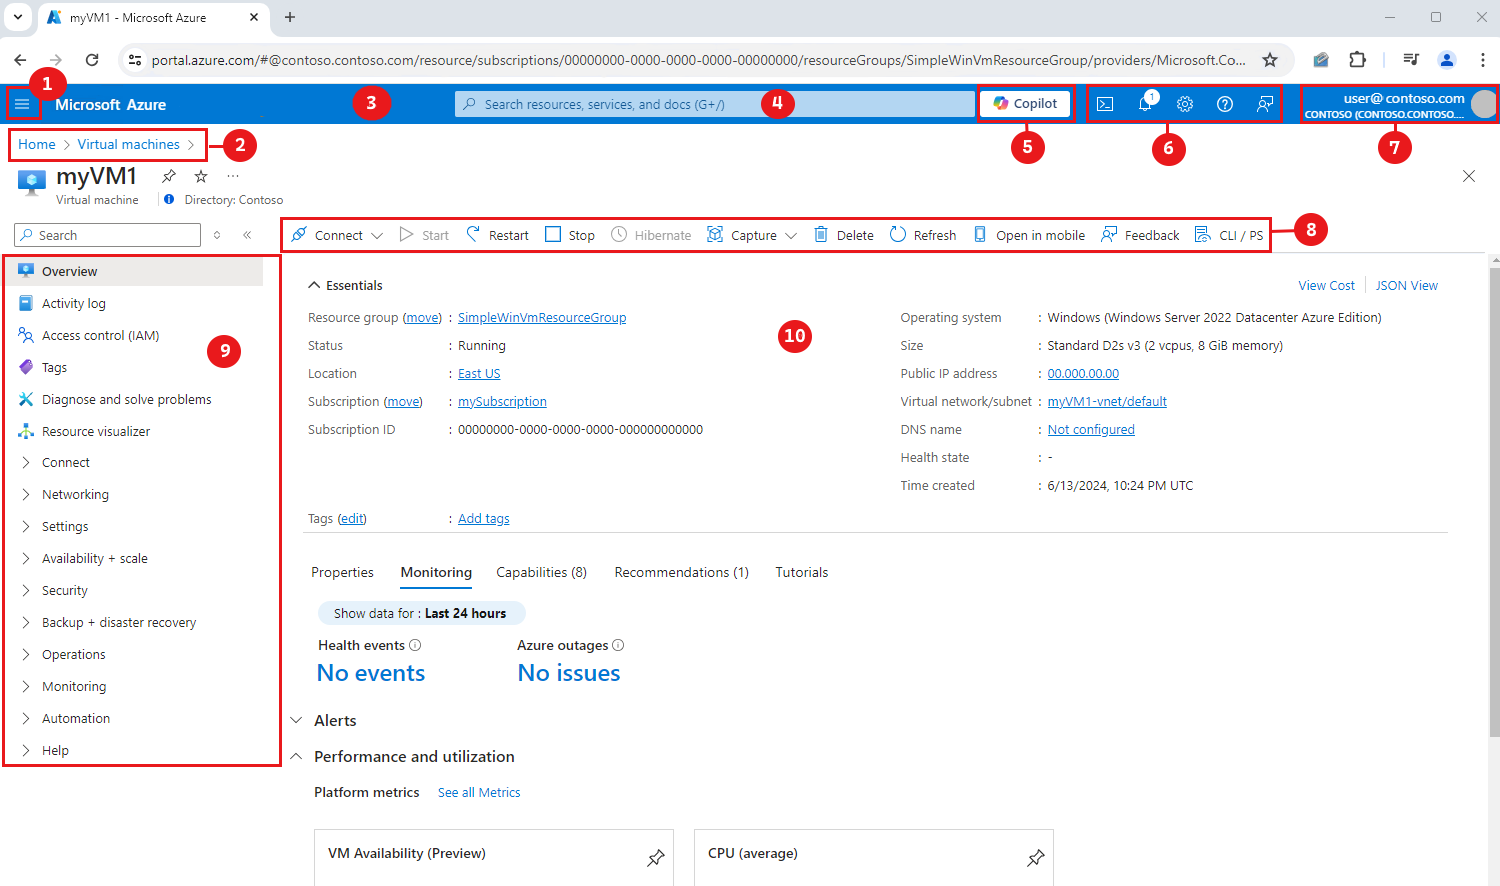 myVM1 - Microsoft Azure
portal.azure.com/#@contoso.contoso.com/resource/subscriptions/00000000-0000-0000-0000-00000000/resourceGroups/SimpleWinVmResourceGroup/providers/Microsoft.Co...
1
Microsoft Azure
3
Search resources, services, and docs (G+/)
4
Copilot
1
user@contoso.com
CONTOSO (CONTOSO.CONTOSO....
Home > Virtual machines >
2
5
6
7
myVM1
...
Virtual machine
Directory: Contoso
Search
Connect
Start
Restart
Stop
Hibernate
Capture
Delete
Refresh
Open in mobile
Feedback
CLI / PS
8
Overview
Activity log
Access control (IAM)
Tags
Diagnose and solve problems
Resource visualizer
Connect
Networking
Settings
Availability + scale
Security
Backup + disaster recovery
Operations
Monitoring
Automation
Help
9
Essentials
View Cost
JSON View
10
Resource group (move) : SimpleWinVmResourceGroup
Status : Running
Location : East US
Subscription (move) : mySubscription
Subscription ID : 00000000-0000-0000-0000-000000000000
Operating system : Windows (Windows Server 2022 Datacenter Azure Edition)
Size : Standard D2s v3 (2 vcpus, 8 GiB memory)
Public IP address : 00.000.00.00
Virtual network/subnet : myVM1-vnet/default
DNS name : Not configured
Health state : -
Time created : 6/13/2024, 10:24 PM UTC
Tags (edit) : Add tags
Properties
Monitoring
Capabilities (8)
Recommendations (1)
Tutorials
Show data for : Last 24 hours
Health events
No events
Azure outages
No issues
Alerts
Performance and utilization
Platform metrics
See all Metrics
VM Availability (Preview)
CPU (average)